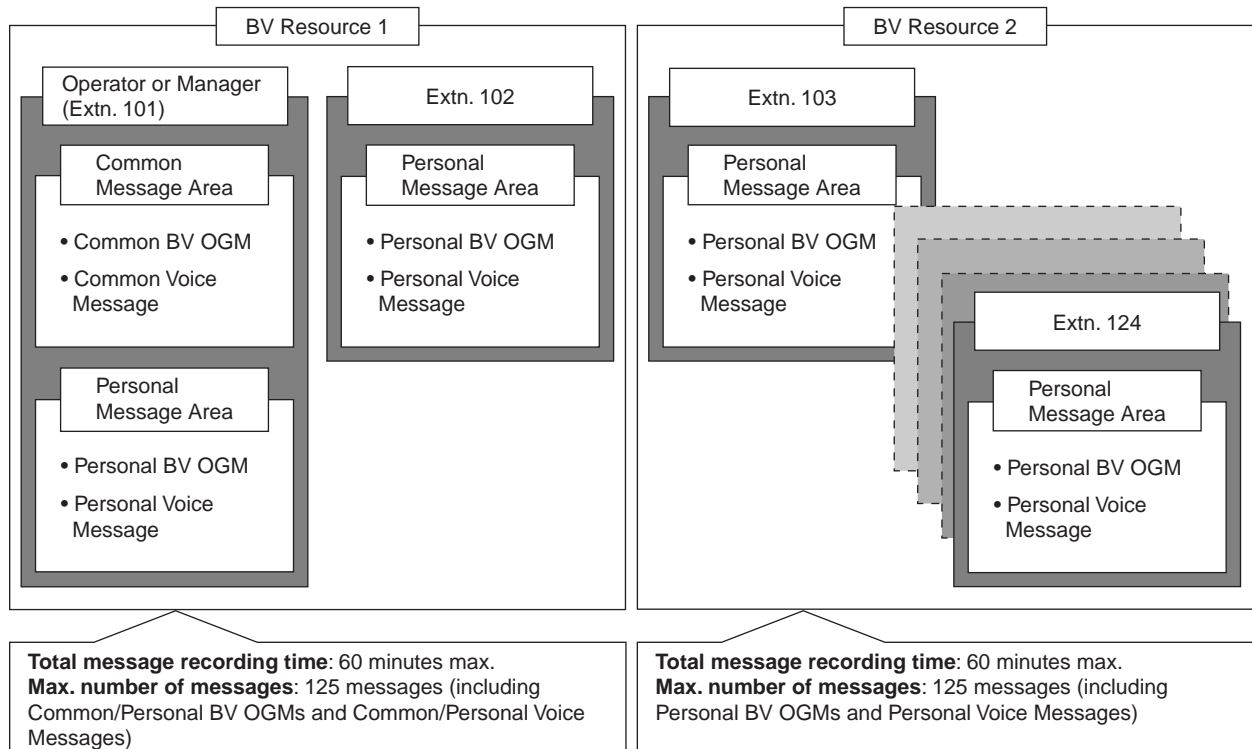 BV Resource 1
Operator or Manager
(Extn. 101)
Common
Message Area
• Common BV OGM
• Common Voice
Message
Personal
Message Area
• Personal BV OGM
• Personal Voice
Message
Extn. 102
Personal
Message Area
• Personal BV OGM
• Personal Voice
Message
Total message recording time: 60 minutes max.
Max. number of messages: 125 messages (including
Common/Personal BV OGMs and Common/Personal Voice
Messages)
BV Resource 2
Extn. 103
Personal
Message Area
• Personal BV OGM
• Personal Voice
Message
Extn. 124
Personal
Message Area
• Personal BV OGM
• Personal Voice
Message
Total message recording time: 60 minutes max.
Max. number of messages: 125 messages (including
Personal BV OGMs and Personal Voice Messages)